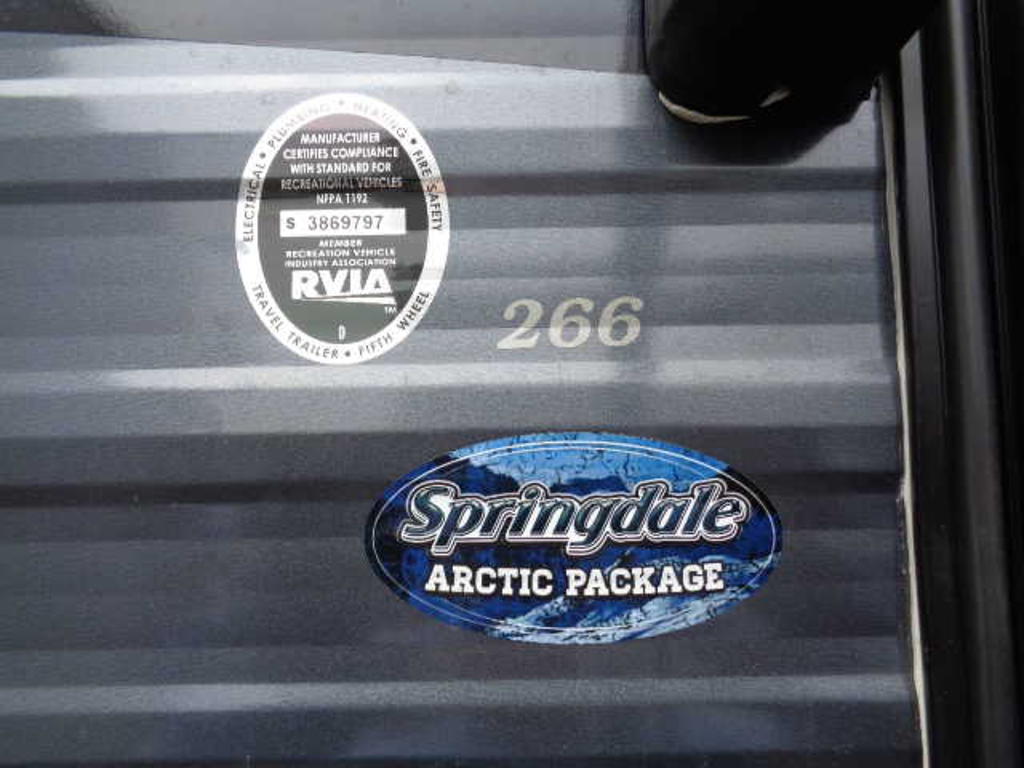 ELECTRICAL • PLUMBING • HEATING • FIRE SAFETY
MANUFACTURER
CERTIFIES COMPLIANCE
WITH STANDARD FOR
RECREATIONAL VEHICLES
NFPA 1192
S 3869797
MEMBER
RECREATION VEHICLE
INDUSTRY ASSOCIATION
RVIA
TM
D
TRAVEL TRAILER • FIFTH WHEEL
266
Springdale
ARCTIC PACKAGE